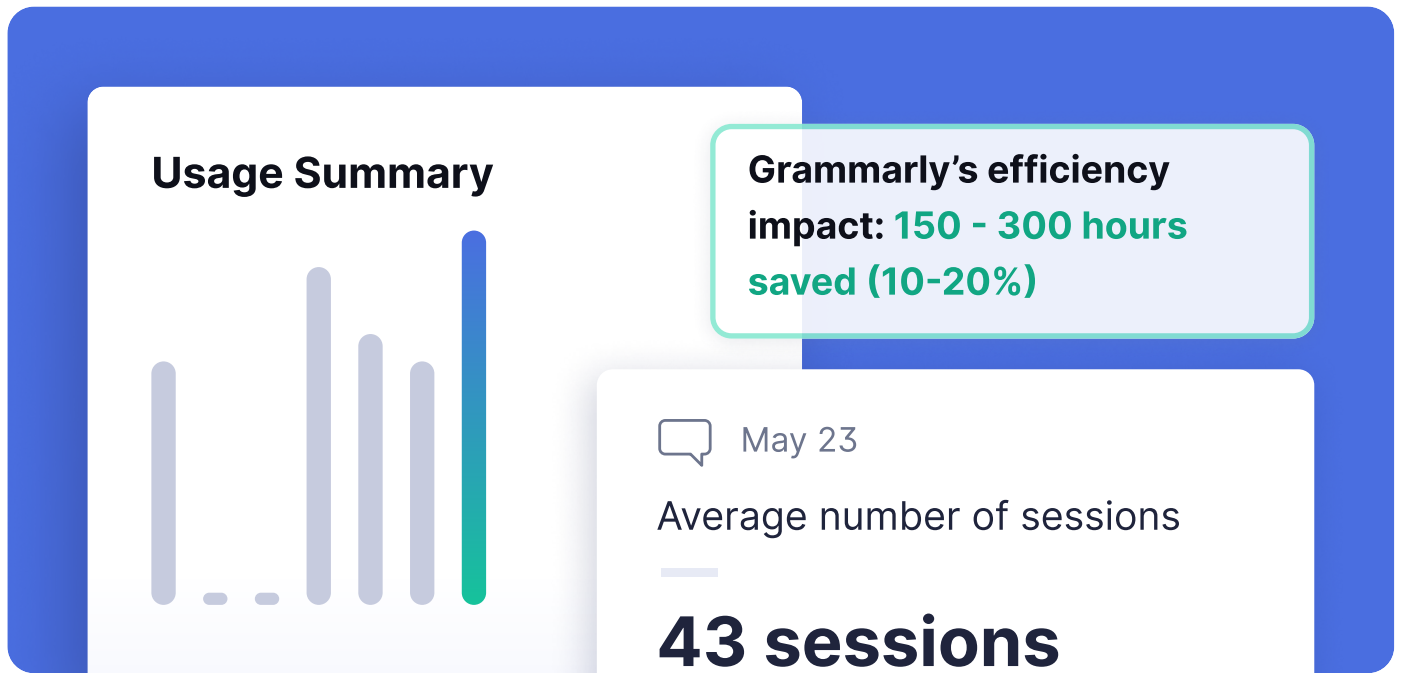 Usage Summary
Grammarly’s efficiency
impact: 150 - 300 hours
saved (10-20%)
May 23
Average number of sessions
43 sessions